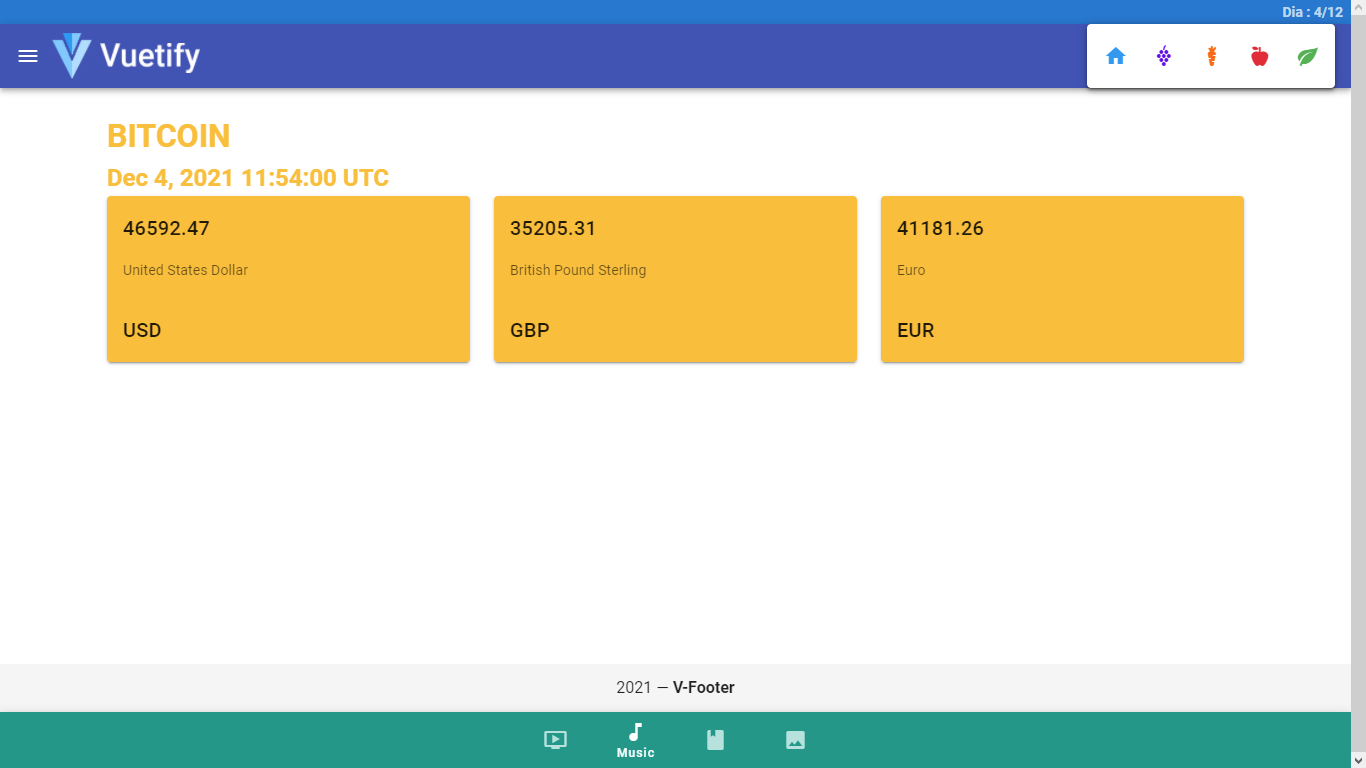 Dia : 4/12
Vuetify
BITCOIN
Dec 4, 2021 11:54:00 UTC
46592.47
United States Dollar
USD
35205.31
British Pound Sterling
GBP
41181.26
Euro
EUR
2021 — V-Footer
Music